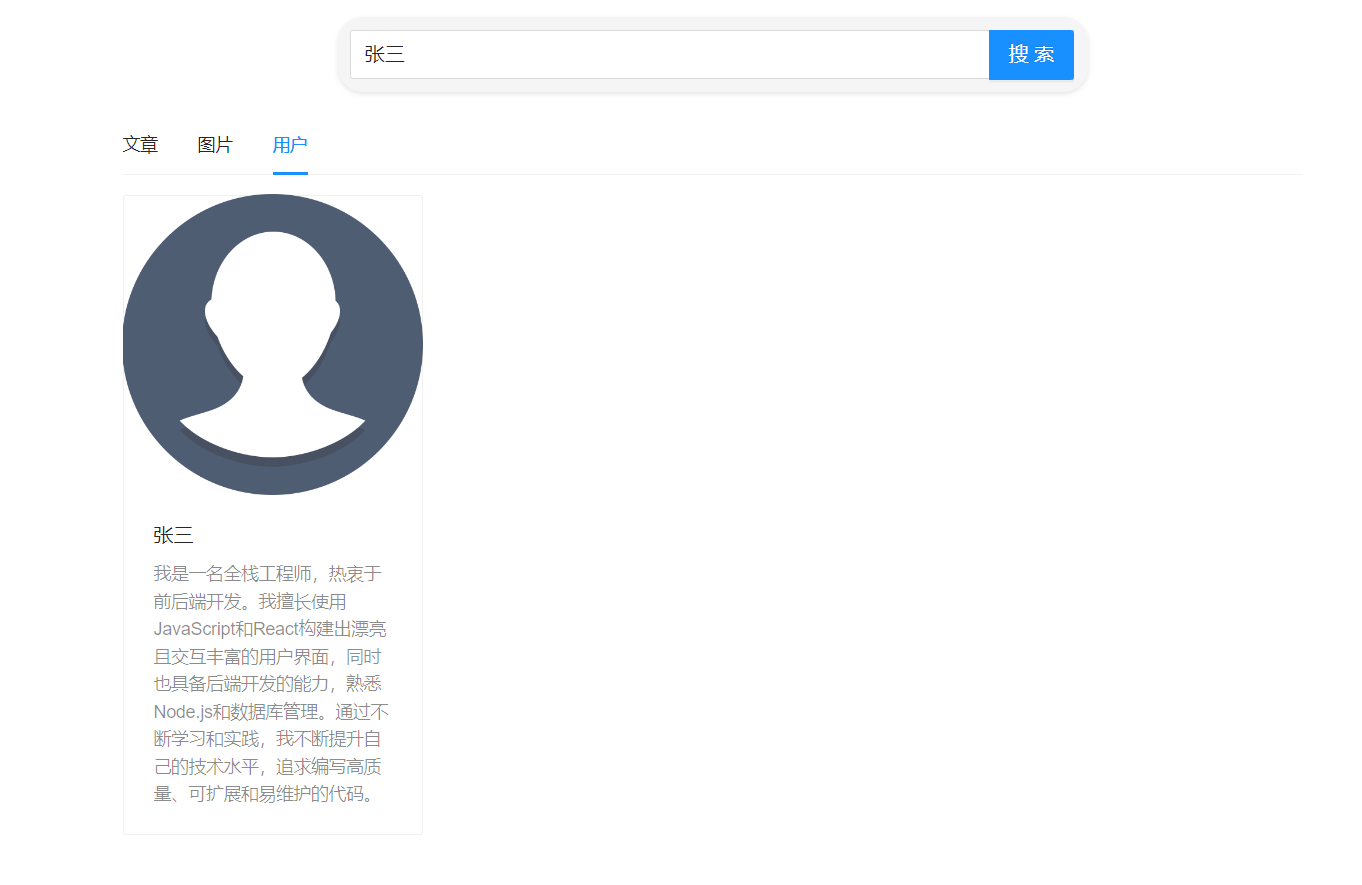 张三
搜 索
文章
图片
用户
张三
我是一名全栈工程师，热衷于
前后端开发。我擅长使用
JavaScript和React构建出漂亮
且交互丰富的用户界面，同时
也具备后端开发的能力，熟悉
Node.js和数据库管理。通过不
断学习和实践，我不断提升自
己的技术水平，追求编写高质
量、可扩展和易维护的代码。